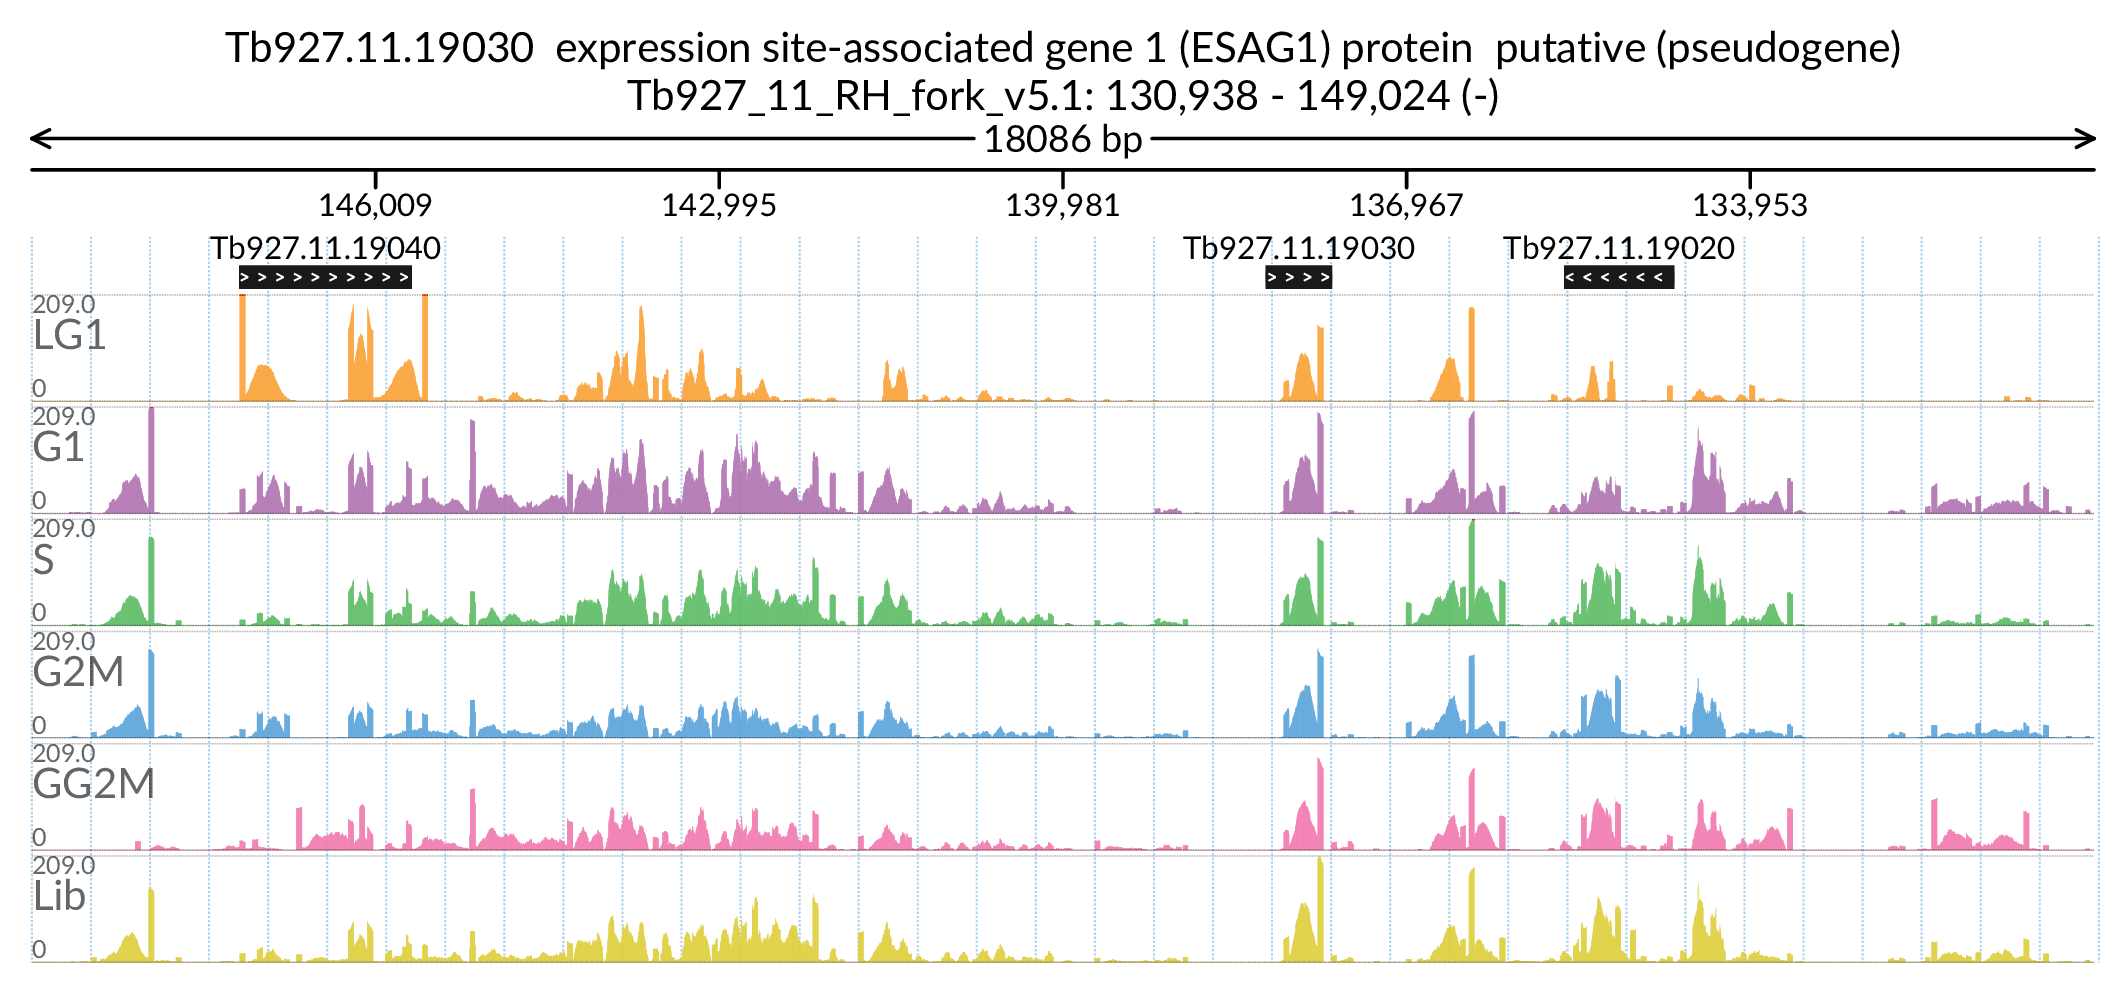 Tb927.11.19030  expression site-associated gene 1 (ESAG1) protein  putative (pseudogene)
Tb927_11_RH_fork_v5.1: 130,938 - 149,024 (-)
18086 bp
146,009 142,995 139,981 136,967 133,953
Tb927.11.19040 Tb927.11.19030 Tb927.11.19020
209.0
LG1
0
209.0
G1
0
209.0
S
0
209.0
G2M
0
209.0
GG2M
0
209.0
Lib
0